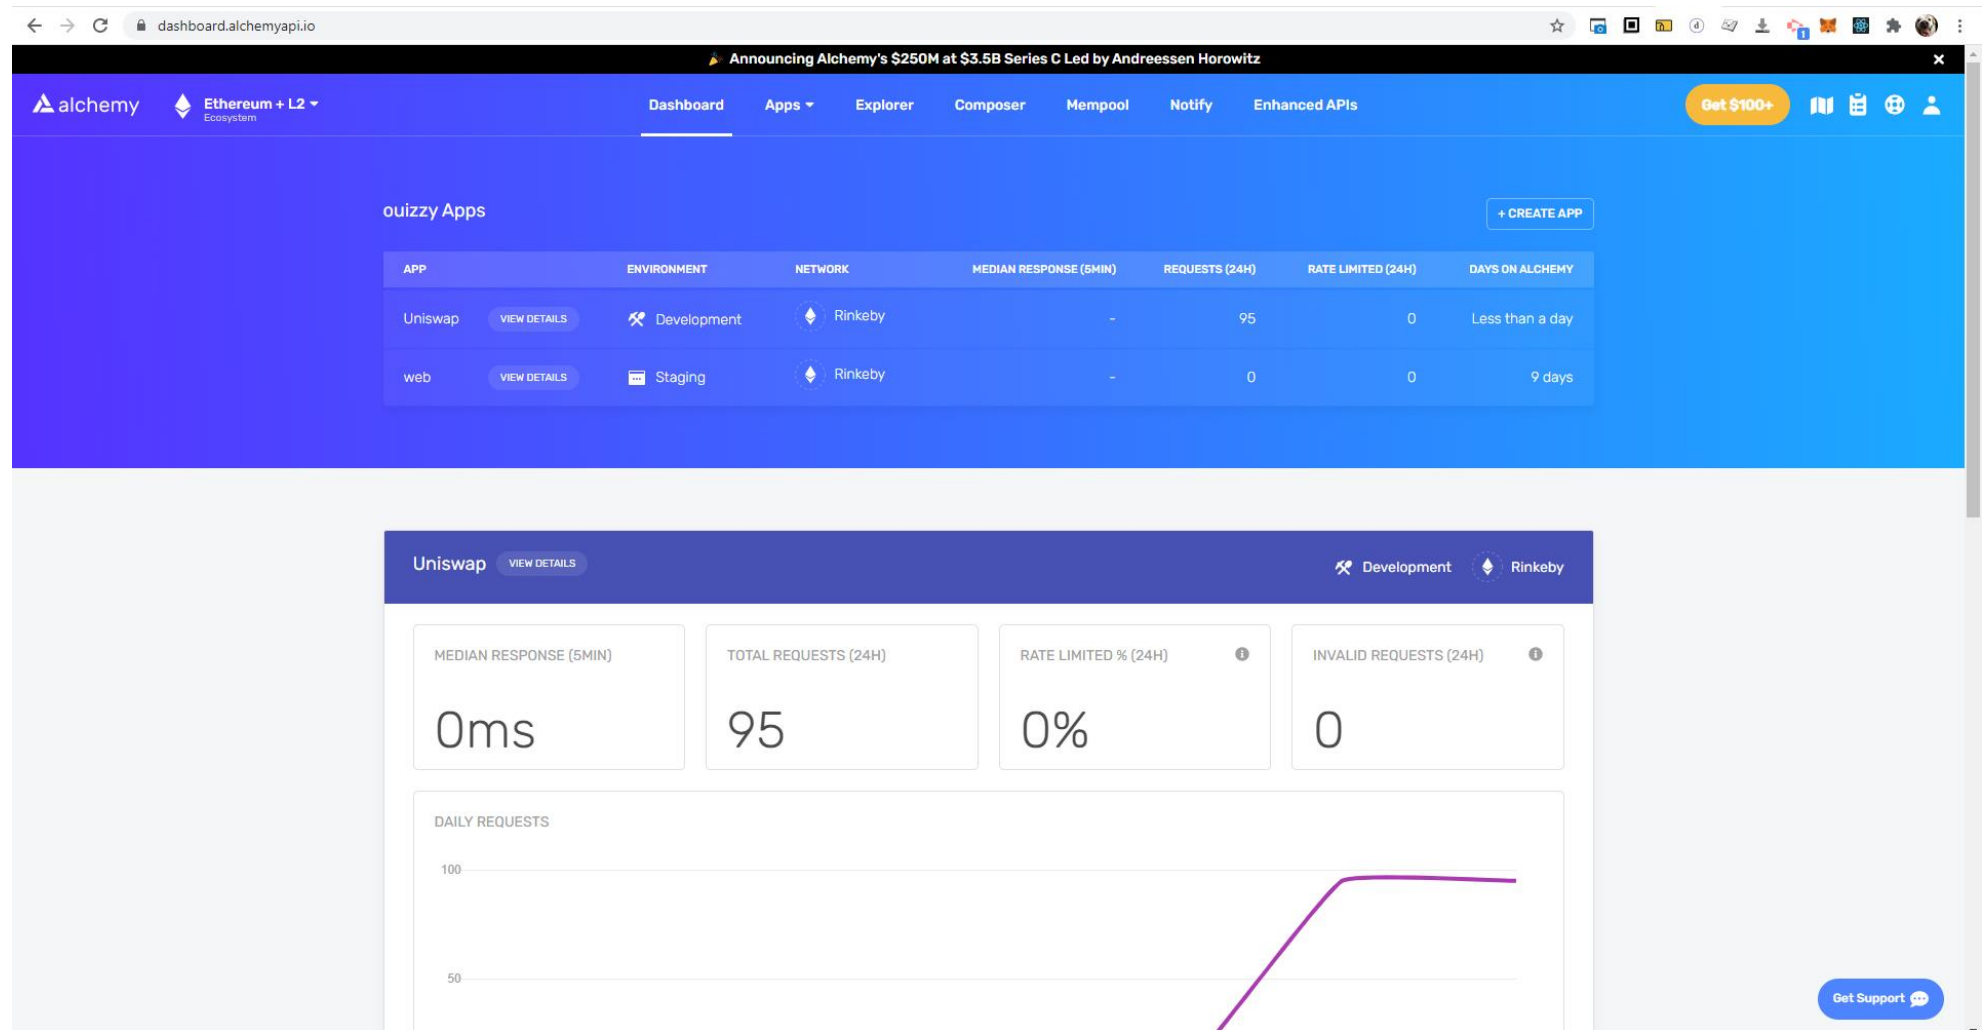 dashboard.alchemyapi.io
🎉 Announcing Alchemy's $250M at $3.5B Series C Led by Andreessen Horowitz
alchemy Ethereum + L2 Dashboard Apps Explorer Composer Mempool Notify Enhanced APIs Get $100+
Ecosystem
ouizzy Apps + CREATE APP
APP ENVIRONMENT NETWORK MEDIAN RESPONSE (5MIN) REQUESTS (24H) RATE LIMITED (24H) DAYS ON ALCHEMY
Uniswap VIEW DETAILS Development Rinkeby - 95 0 Less than a day
web VIEW DETAILS Staging Rinkeby - 0 0 9 days
Uniswap VIEW DETAILS Development Rinkeby
MEDIAN RESPONSE (5MIN) TOTAL REQUESTS (24H) RATE LIMITED % (24H) INVALID REQUESTS (24H)
0ms 95 0% 0
DAILY REQUESTS
100
50
Get Support